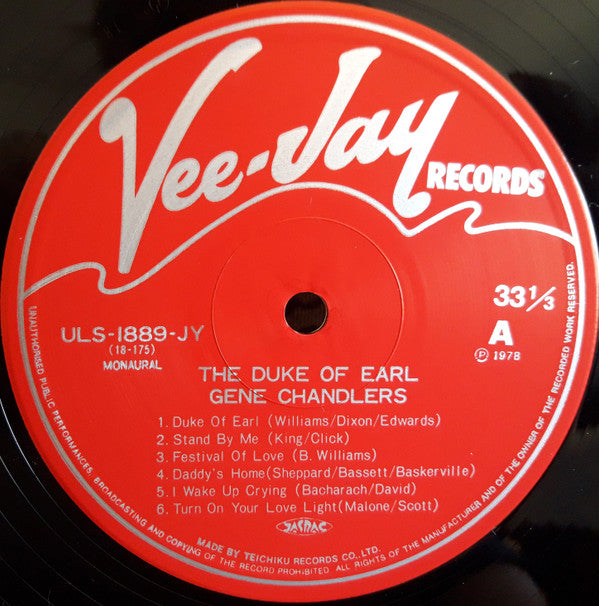 Vee-Jay
RECORDS
33⅓
A
Ⓟ 1978
ULS-1889-JY
(18-175)
MONAURAL
THE DUKE OF EARL
GENE CHANDLERS
1. Duke Of Earl (Williams/Dixon/Edwards)
2. Stand By Me (King/Click)
3. Festival Of Love (B. Williams)
4. Daddy's Home (Sheppard/Bassett/Baskerville)
5. I Wake Up Crying (Bacharach/David)
6. Turn On Your Love Light (Malone/Scott)
JASRAC
MADE BY TEICHIKU RECORDS CO., LTD.
UNAUTHORISED PUBLIC PERFORMANCES, BROADCASTING AND COPYING OF THE RECORD PROHIBITED ALL RIGHTS OF THE MANUFACTURER AND OF THE OWNER OF THE RECORDED WORK RESERVED.